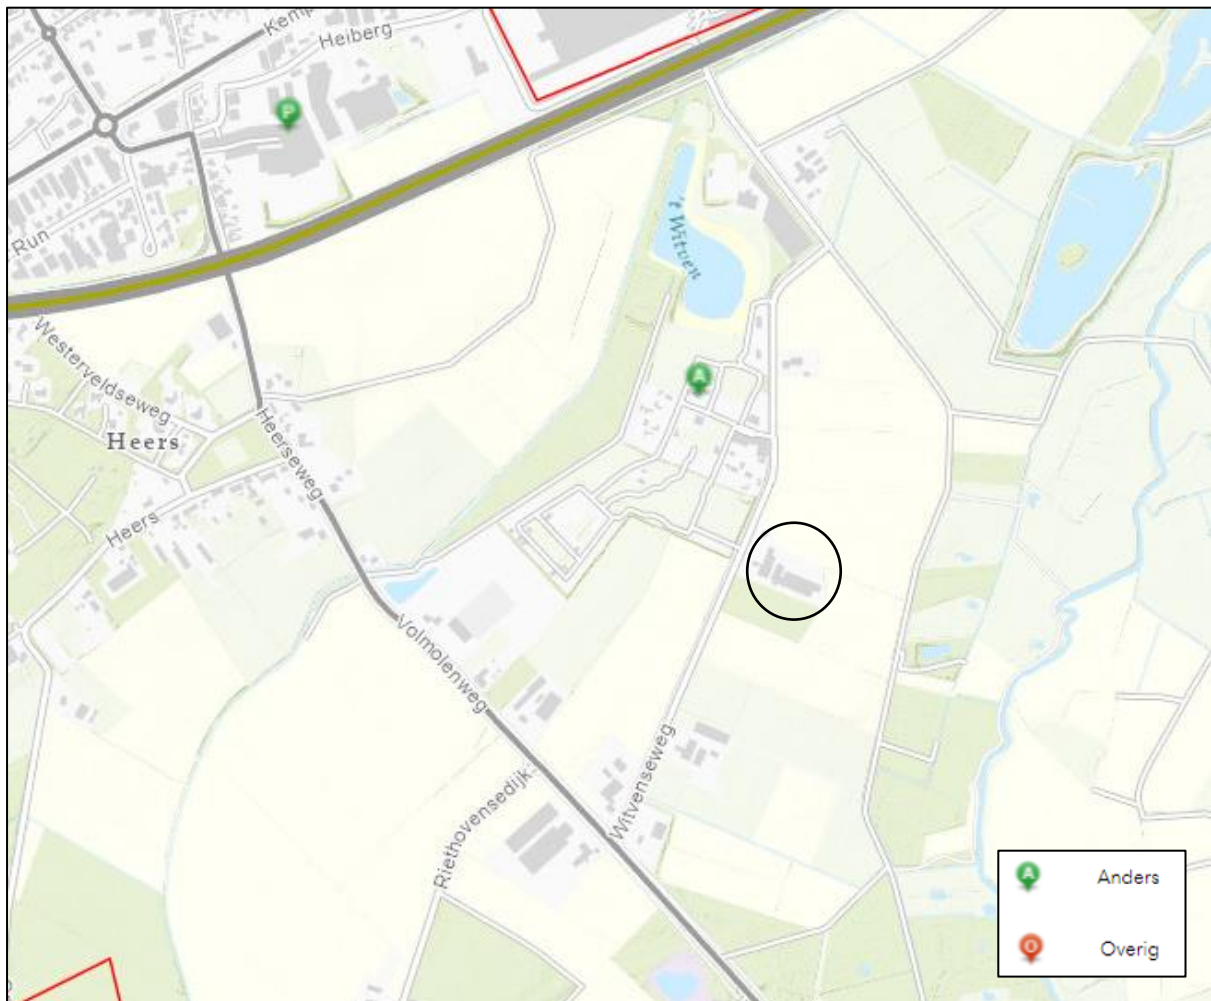 Kemp
Heiberg
P
Run
't Witven
Westerveldseweg
A
Heers
Heerseweg
Heers
Volmolenweg
Witvenseweg
Riethovensedijk
A Anders
O Overig